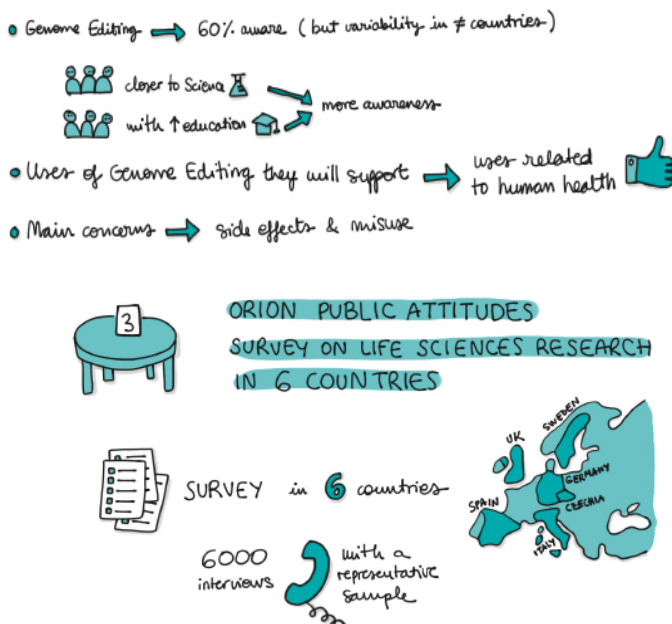 Genome Editing → 60% aware (but variability in ≠ countries)
closer to Science
more awareness
with ↑ education
Uses of Genome Editing they will support → uses related
to human health
Main concerns → side effects & misuse
3
ORION PUBLIC ATTITUDES
SURVEY ON LIFE SCIENCES RESEARCH
IN 6 COUNTRIES
SWEDEN
UK
GERMANY
CZECHIA
SPAIN
ITALY
SURVEY in 6 countries
6000
interviews
with a
representative
sample